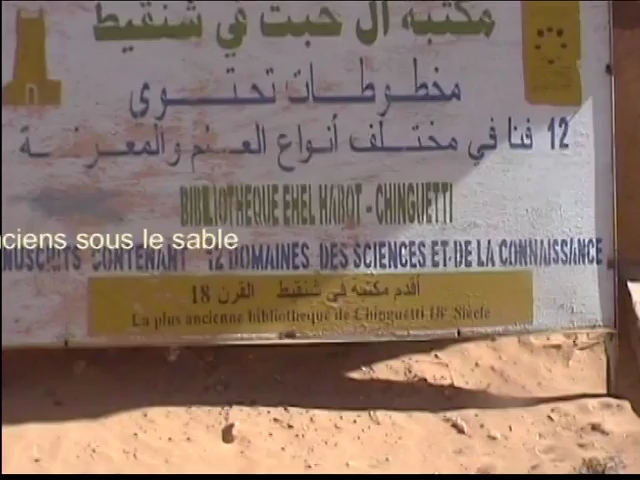 مكتبة آل حبت في شنقيط
مخطوطات تحتوي
12 فنا في مختلف أنواع العلم والمعرفة
BIBLIOTHEQUE EHEL HABOT - CHINGUETTI
nciens sous le sable
NUSCRITS CONTENANT 12 DOMAINES DES SCIENCES ET DE LA CONNAISSANCE
أقدم مكتبة في شنقيط القرن 18
La plus ancienne bibliothèque de Chinguetti 18e Siècle